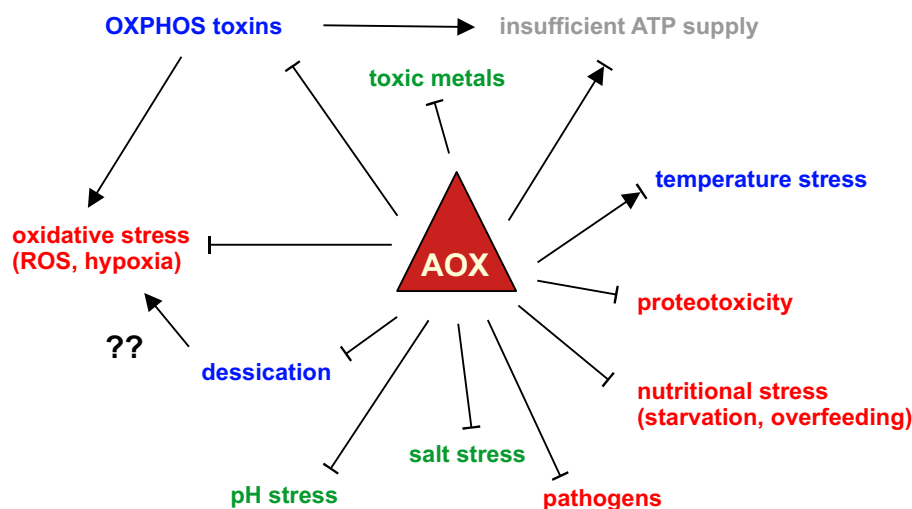 OXPHOS toxins
insufficient ATP supply
toxic metals
temperature stress
oxidative stress
(ROS, hypoxia)
AOX
proteotoxicity
??
dessication
nutritional stress
(starvation, overfeeding)
salt stress
pH stress
pathogens